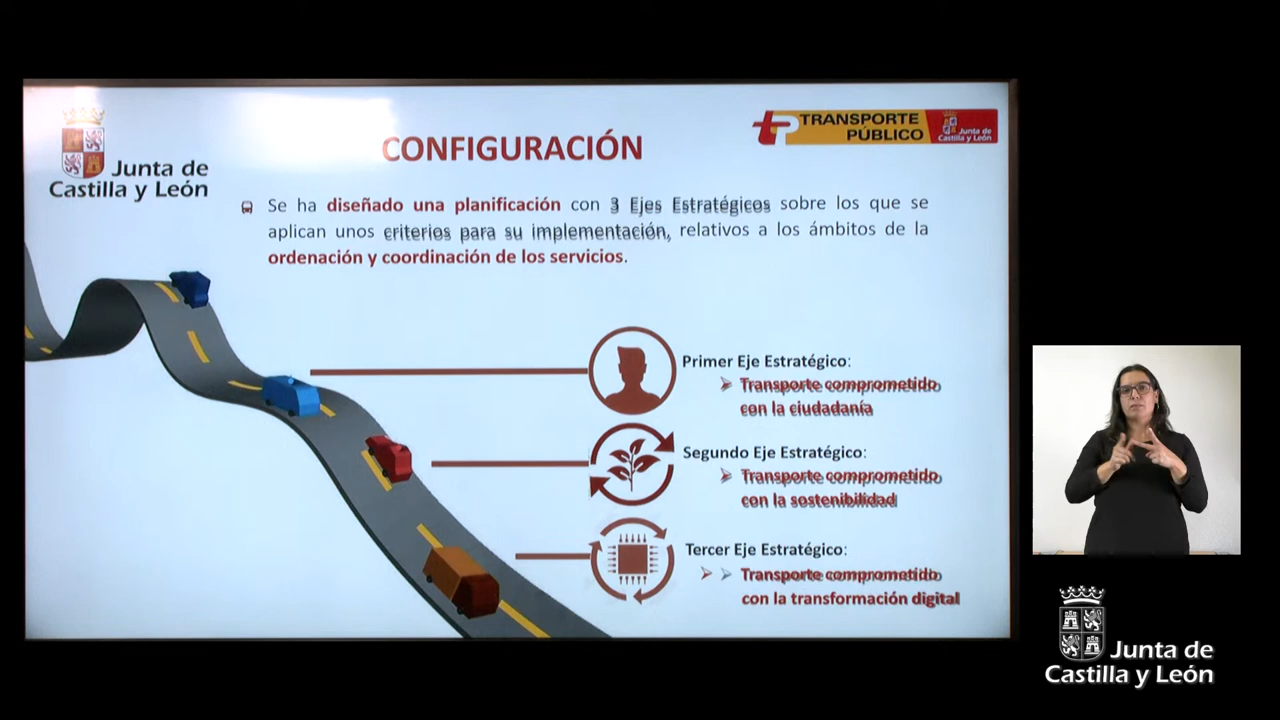 Junta de
Castilla y León
CONFIGURACIÓN
tp TRANSPORTE
PÚBLICO
Junta de
Castilla y León
Se ha diseñado una planificación con 3 Ejes Estratégicos sobre los que se
aplican unos criterios para su implementación, relativos a los ámbitos de la
ordenación y coordinación de los servicios.
Primer Eje Estratégico:
Transporte comprometido
con la ciudadanía
Segundo Eje Estratégico:
Transporte comprometido
con la sostenibilidad
Tercer Eje Estratégico:
Transporte comprometido
con la transformación digital
Junta de
Castilla y León